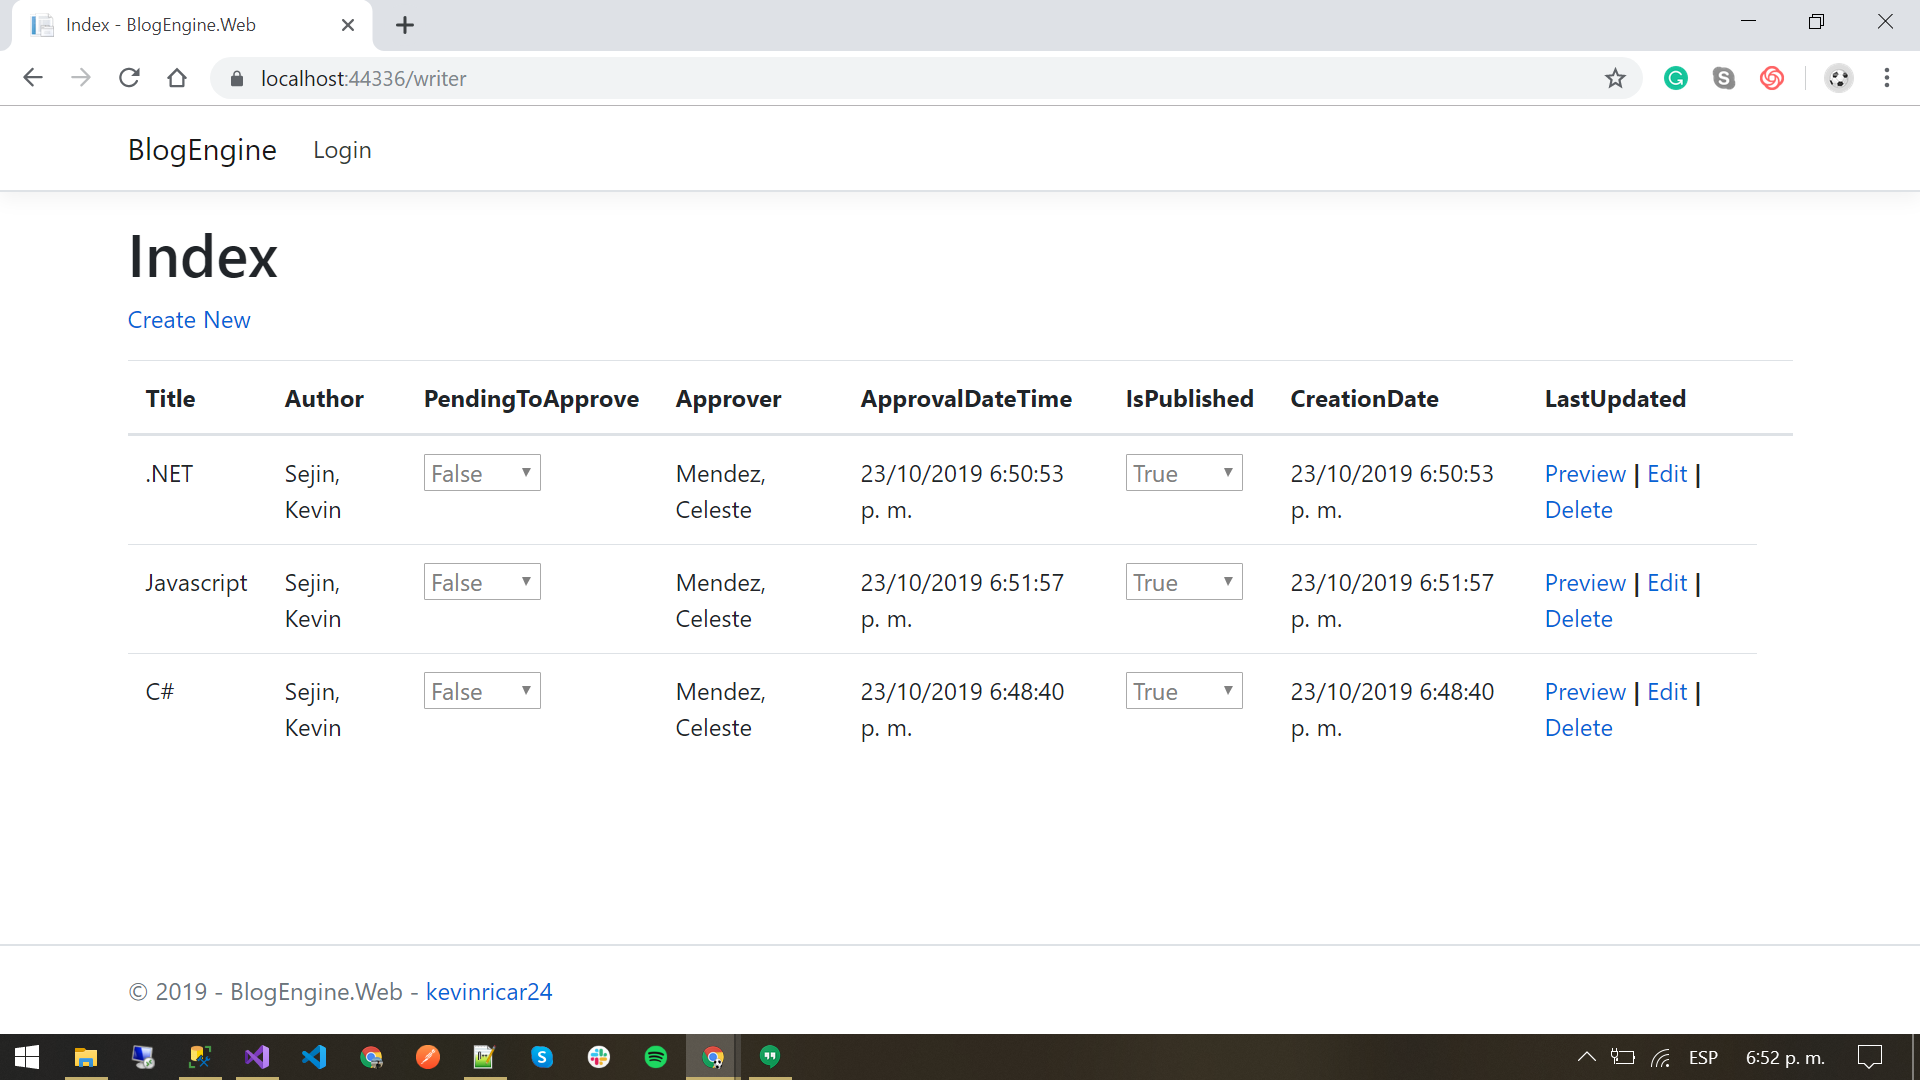 Index - BlogEngine.Web
localhost:44336/writer
BlogEngine Login
Index
Create New
Title Author PendingToApprove Approver ApprovalDateTime IsPublished CreationDate LastUpdated
.NET Sejin, False Mendez, 23/10/2019 6:50:53 True 23/10/2019 6:50:53 Preview | Edit |
Kevin Celeste p. m. p. m. Delete
Javascript Sejin, False Mendez, 23/10/2019 6:51:57 True 23/10/2019 6:51:57 Preview | Edit |
Kevin Celeste p. m. p. m. Delete
C# Sejin, False Mendez, 23/10/2019 6:48:40 True 23/10/2019 6:48:40 Preview | Edit |
Kevin Celeste p. m. p. m. Delete
© 2019 - BlogEngine.Web - kevinricar24
ESP 6:52 p. m.